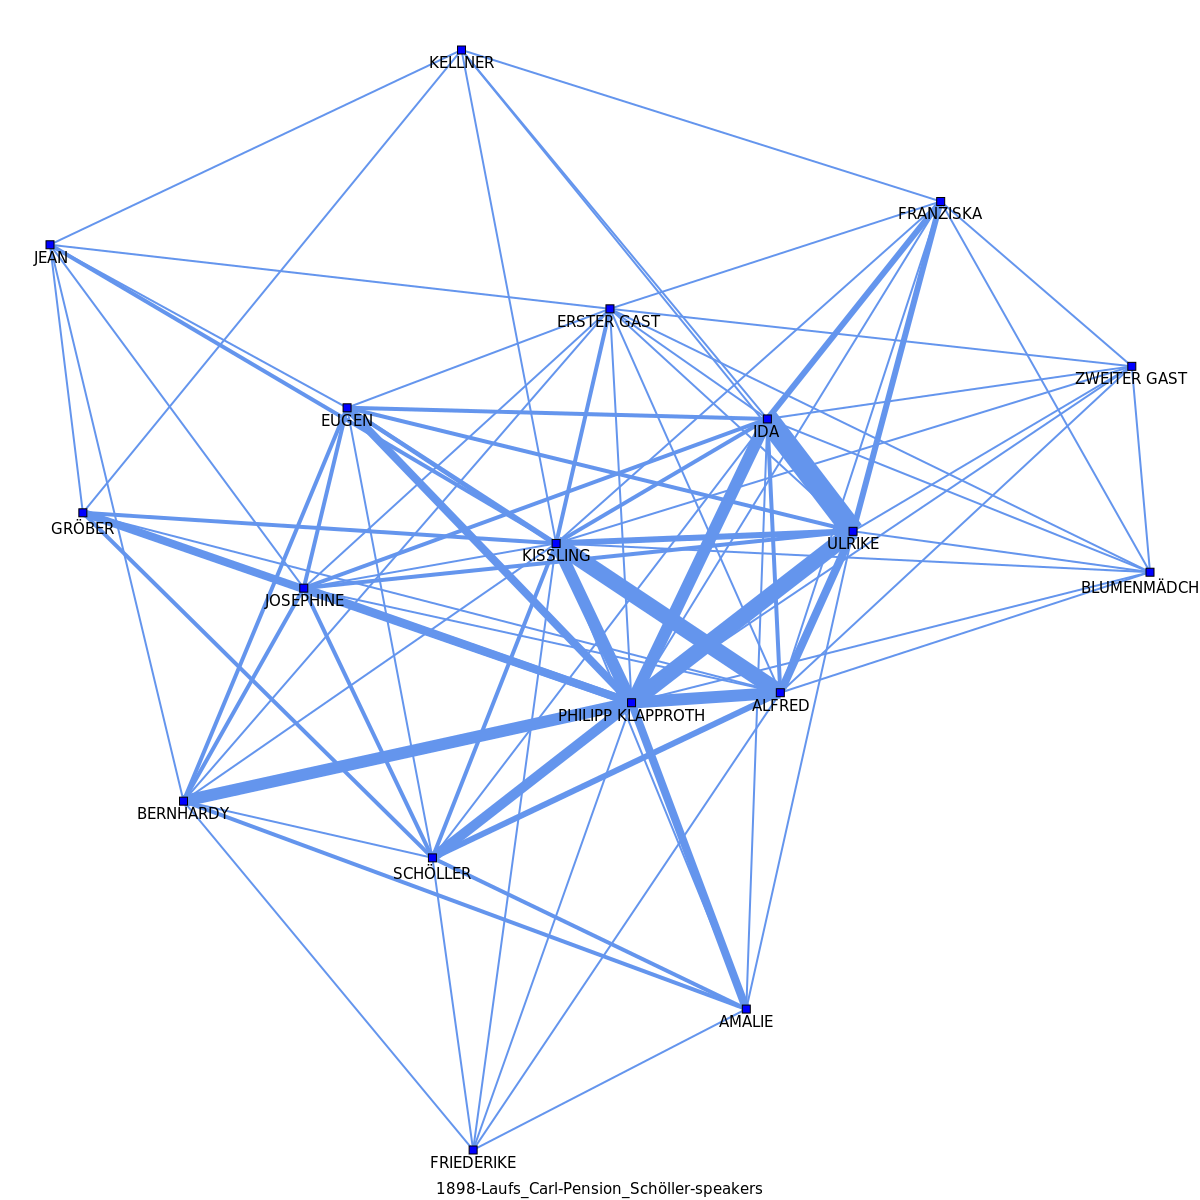 KELLNER
FRANZISKA
JEAN
ERSTER GAST
ZWEITER GAST
EUGEN
IDA
GRÖBER
ULRIKE
KISSLING
BLUMENMÄDCH
JOSEPHINE
ALFRED
PHILIPP KLAPPROTH
BERNHARDY
SCHÖLLER
AMALIE
FRIEDERIKE
1898-Laufs_Carl-Pension_Schöller-speakers